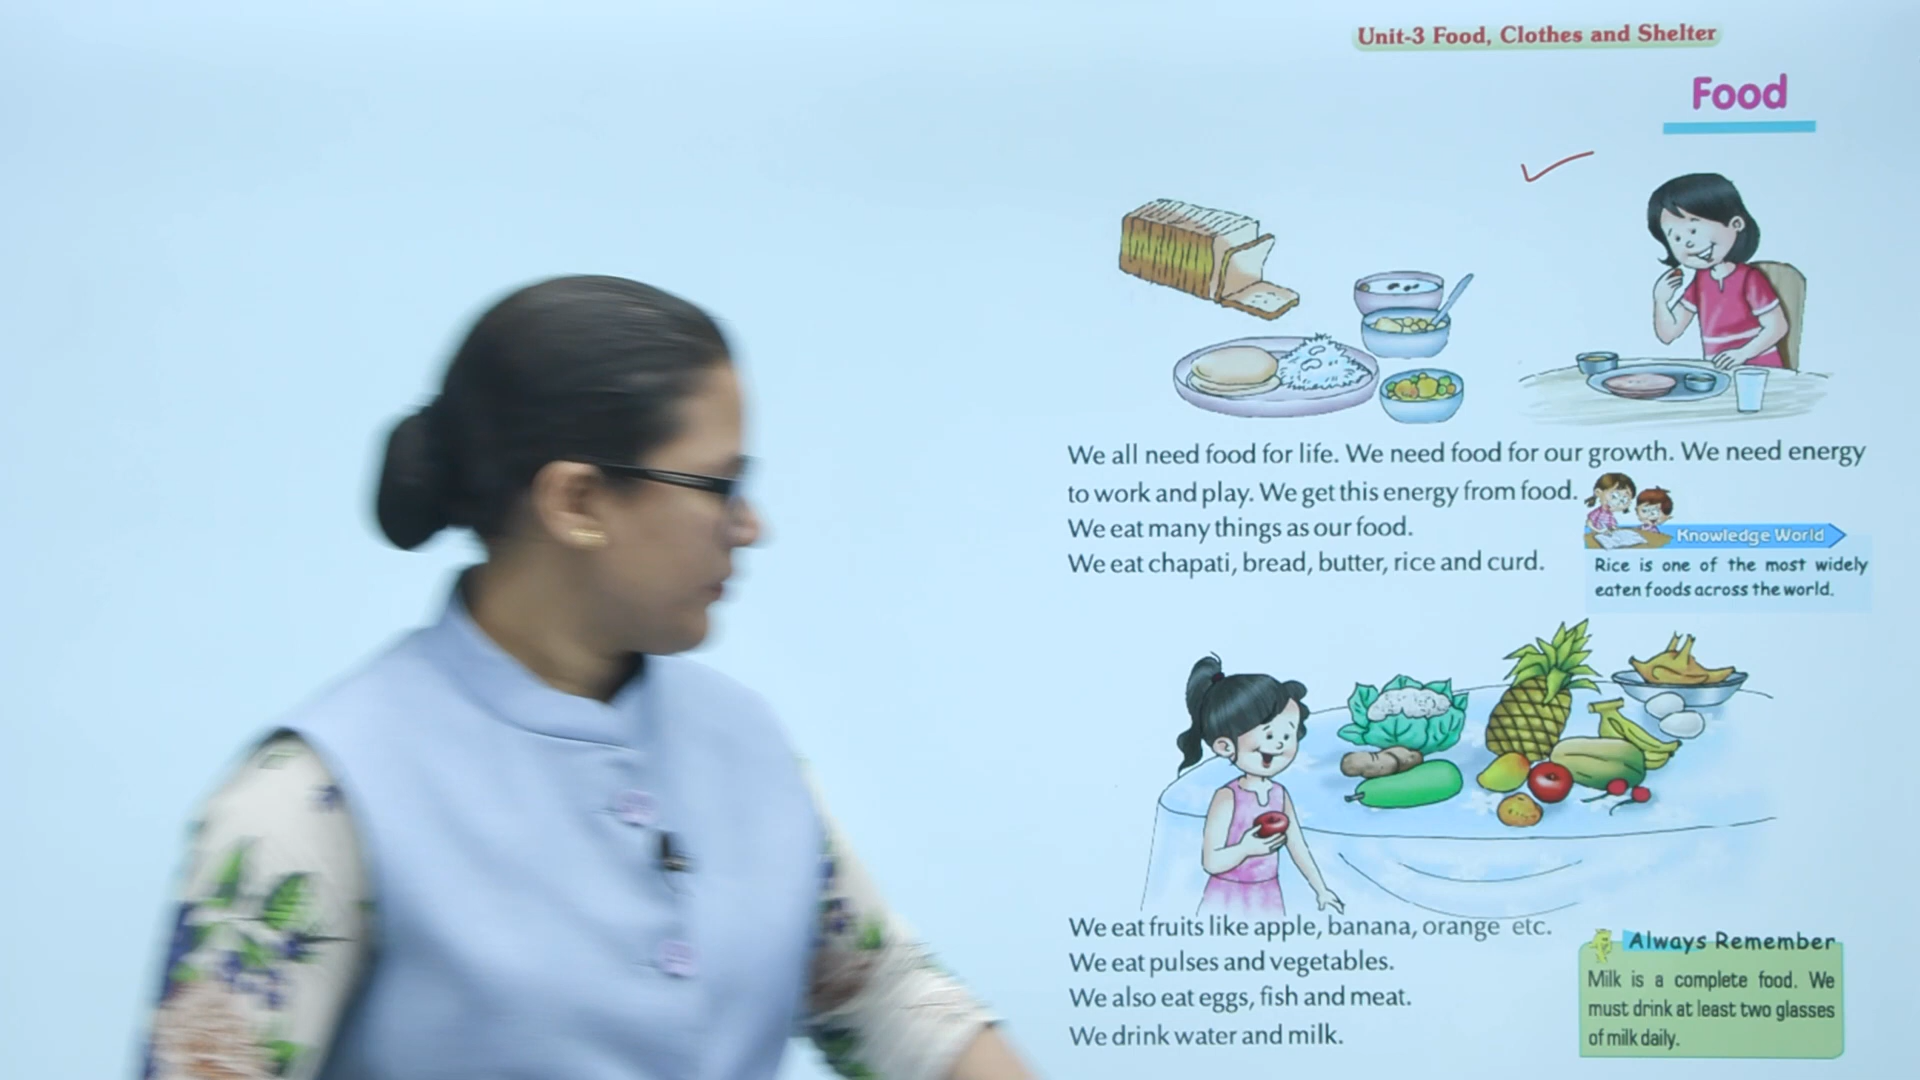 Unit-3 Food, Clothes and Shelter
Food
We all need food for life. We need food for our growth. We need energy
to work and play. We get this energy from food.
We eat many things as our food.
We eat chapati, bread, butter, rice and curd.
Knowledge World
Rice is one of the most widely
eaten foods across the world.
We eat fruits like apple, banana, orange etc.
We eat pulses and vegetables.
We also eat eggs, fish and meat.
We drink water and milk.
Always Remember
Milk is a complete food. We
must drink at least two glasses
of milk daily.